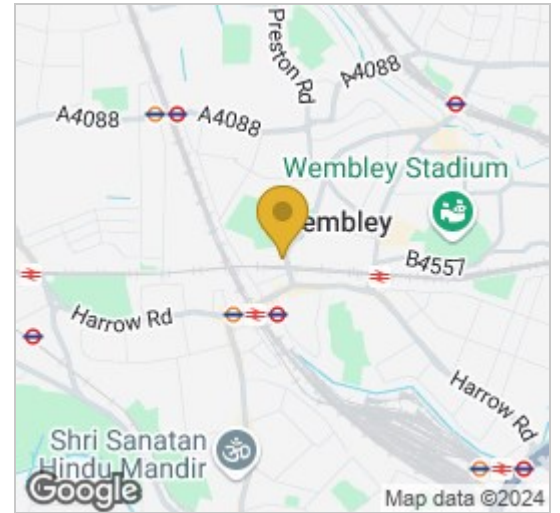 Preston Rd
A4088
A4088
A4088
Wembley Stadium
embley
B4557
Harrow Rd
Harrow Rd
Shri Sanatan
Hindu Mandir
Google
Map data ©2024